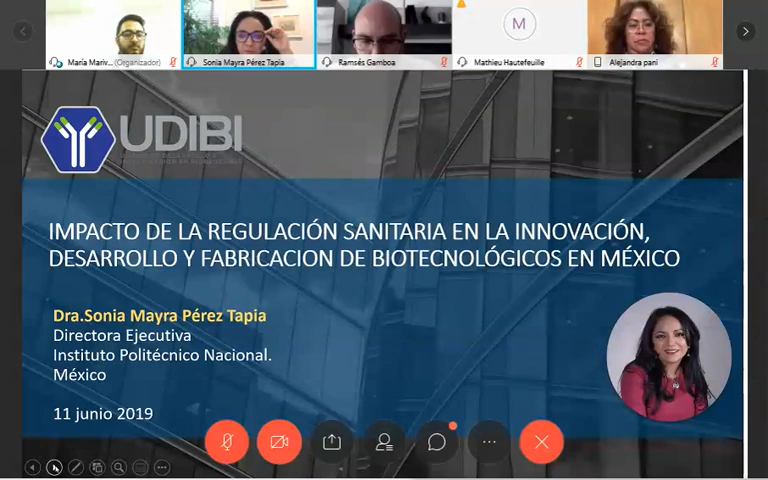 María Mariv... (Organizador)
Sonia Mayra Pérez Tapia
Ramsés Gamboa
M
Mathieu Hautefeuille
Alejandra pani
UDIBI
IMPACTO DE LA REGULACIÓN SANITARIA EN LA INNOVACIÓN,
DESARROLLO Y FABRICACION DE BIOTECNOLÓGICOS EN MÉXICO
Dra.Sonia Mayra Pérez Tapia
Directora Ejecutiva
Instituto Politécnico Nacional.
México
11 junio 2019